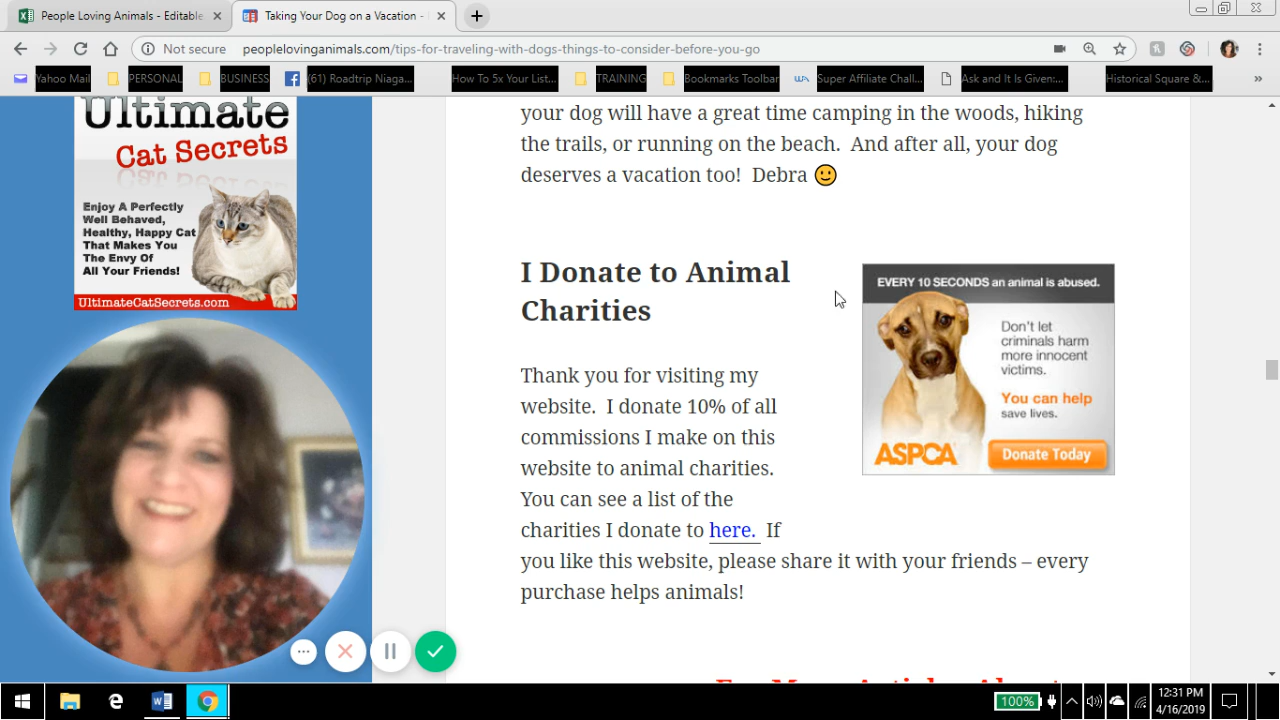 People Loving Animals - Editable
Taking Your Dog on a Vacation -
Not secure
peoplelovinganimals.com/tips-for-traveling-with-dogs-things-to-consider-before-you-go
Yahoo Mail
PERSONAL
BUSINESS
(61) Roadtrip Niaga...
How To 5x Your List...
TRAINING
Bookmarks Toolbar
Super Affiliate Chall...
Ask and It Is Given:...
Historical Square &...
»
Ultimate
Cat Secrets
Enjoy A Perfectly
Well Behaved,
Healthy, Happy Cat
That Makes You
The Envy Of
All Your Friends!
UltimateCatSecrets.com
your dog will have a great time camping in the woods, hiking
the trails, or running on the beach. And after all, your dog
deserves a vacation too! Debra 🙂
I Donate to Animal
Charities
Thank you for visiting my
website. I donate 10% of all
commissions I make on this
website to animal charities.
You can see a list of the
charities I donate to here. If
you like this website, please share it with your friends – every
purchase helps animals!
EVERY 10 SECONDS an animal is abused.
Don't let
criminals harm
more innocent
victims.
You can help
save lives.
ASPCA
Donate Today
100%
12:31 PM
4/16/2019